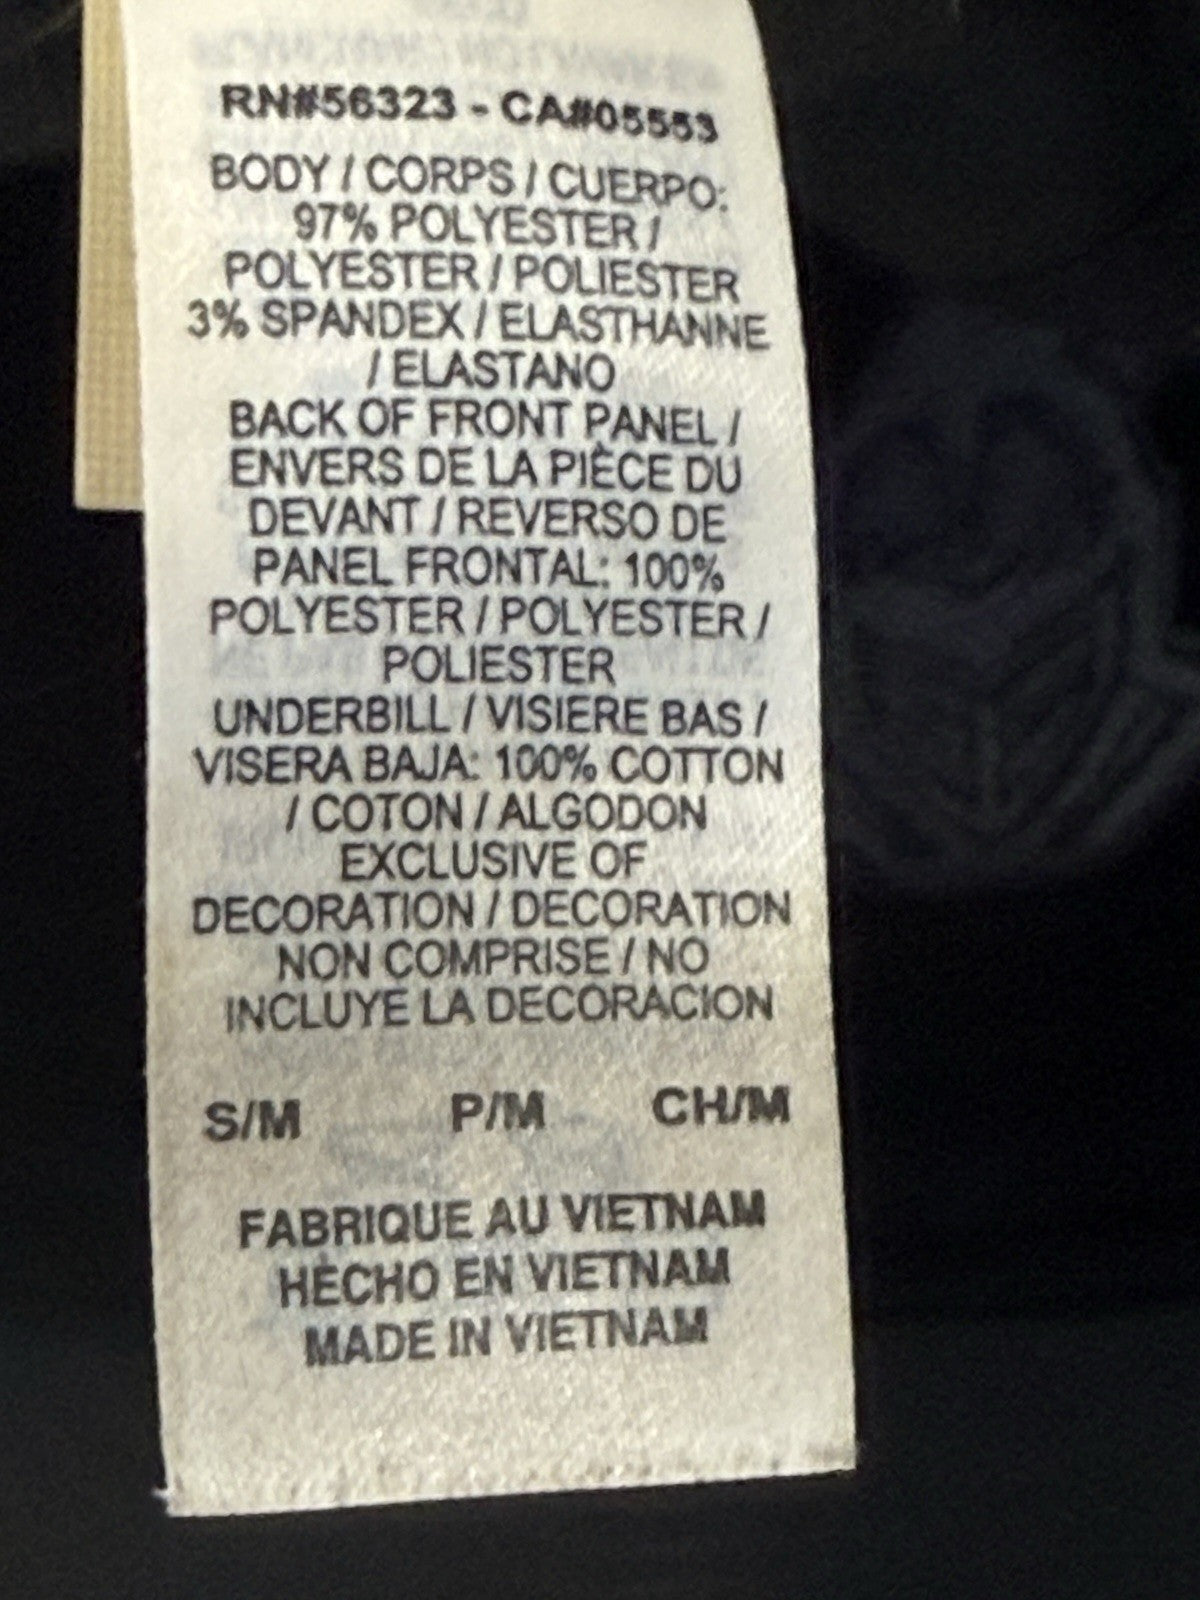 RN#56323 - CA#05553
BODY / CORPS / CUERPO:
97% POLYESTER /
POLYESTER / POLIESTER
3% SPANDEX / ELASTHANNE
/ ELASTANO
BACK OF FRONT PANEL /
ENVERS DE LA PIÈCE DU
DEVANT / REVERSO DE
PANEL FRONTAL: 100%
POLYESTER / POLYESTER /
POLIESTER
UNDERBILL / VISIERE BAS /
VISERA BAJA: 100% COTTON
/ COTON / ALGODON
EXCLUSIVE OF
DECORATION / DECORATION
NON COMPRISE / NO
INCLUYE LA DECORACION
S/M P/M CH/M
FABRIQUE AU VIETNAM
HECHO EN VIETNAM
MADE IN VIETNAM